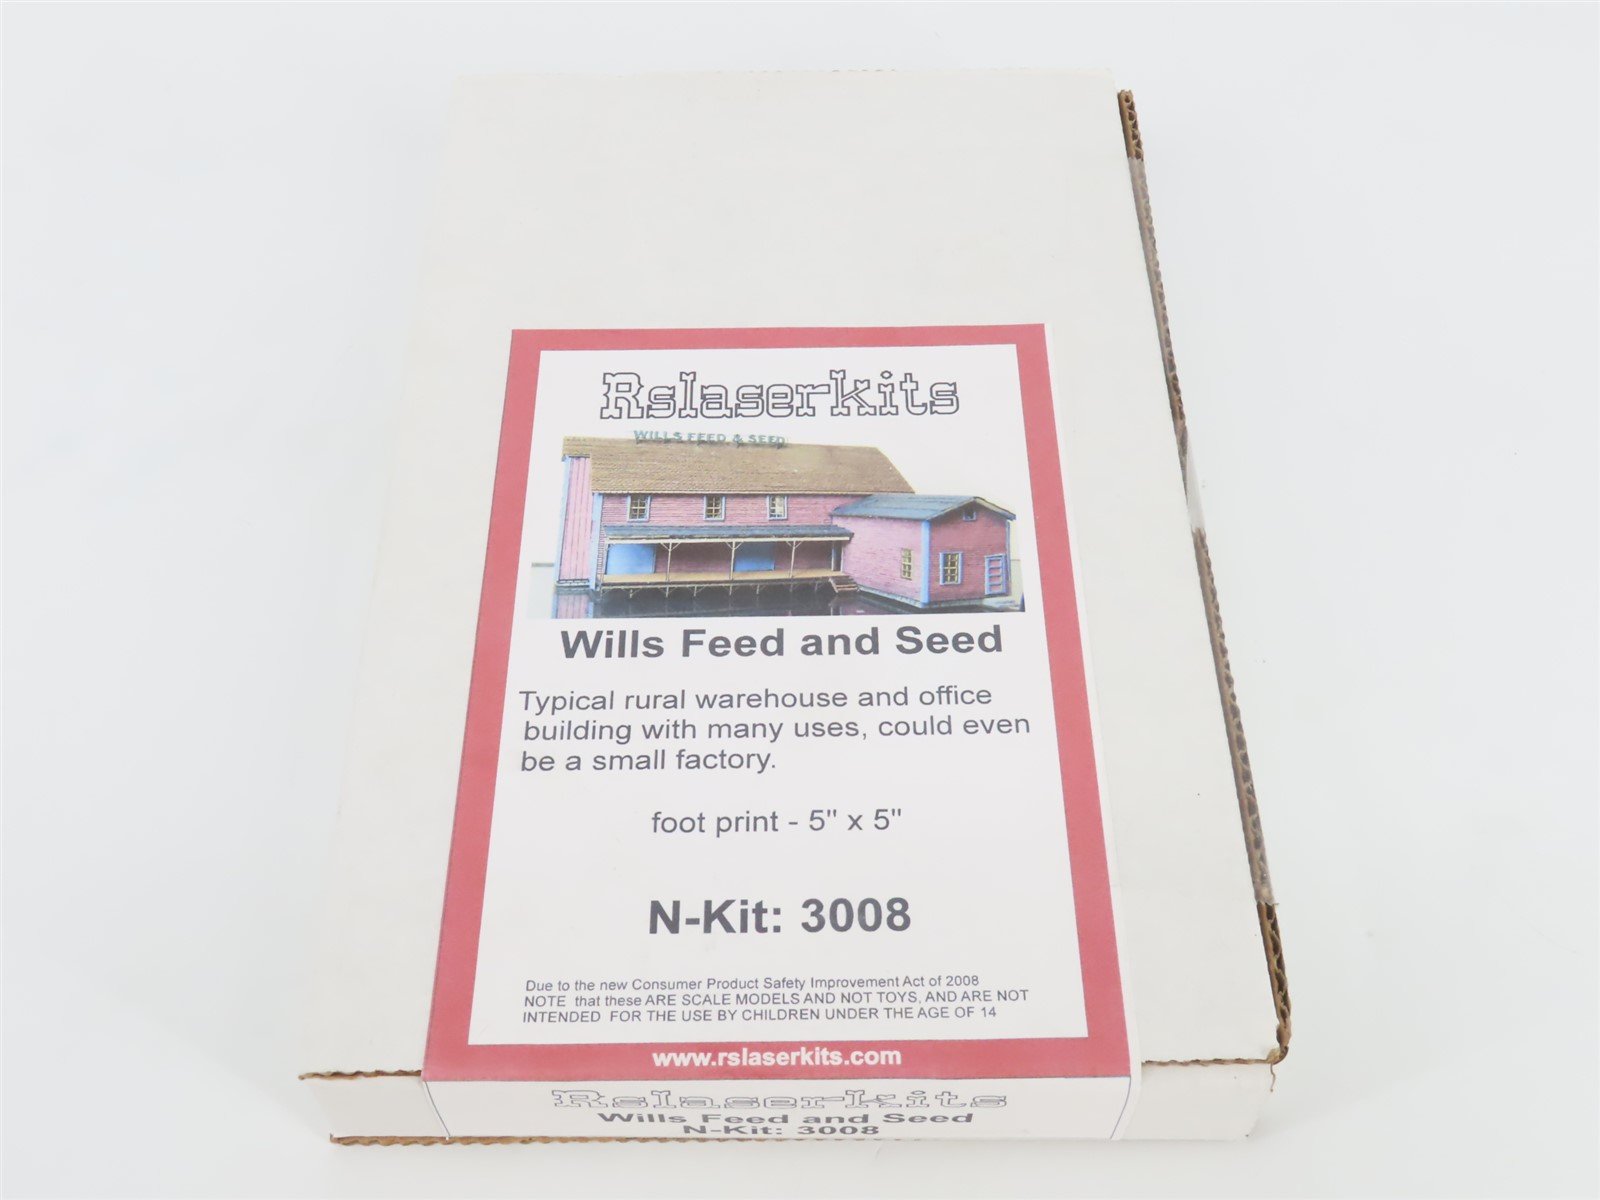 Rslaserkits
WILLS FEED & SEED
Wills Feed and Seed
Typical rural warehouse and office
building with many uses, could even
be a small factory.
foot print - 5" x 5"
N-Kit: 3008
Due to the new Consumer Product Safety Improvement Act of 2008
NOTE that these ARE SCALE MODELS AND NOT TOYS, AND ARE NOT
INTENDED FOR THE USE BY CHILDREN UNDER THE AGE OF 14
www.rslaserkits.com
Rslaserkits
Wills Feed and Seed
N-Kit: 3008